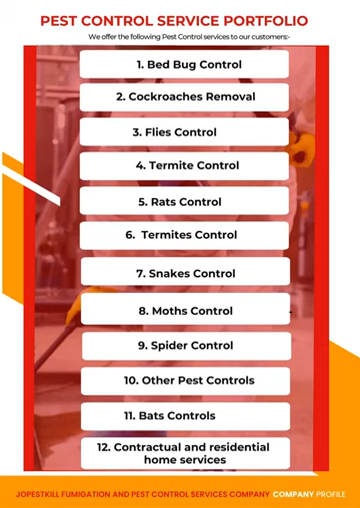 PEST CONTROL SERVICE PORTFOLIO
We offer the following Pest Control services to our customers:-
1. Bed Bug Control
2. Cockroaches Removal
3. Flies Control
4. Termite Control
5. Rats Control
6. Termites Control
7. Snakes Control
8. Moths Control
9. Spider Control
10. Other Pest Controls
11. Bats Controls
12. Contractual and residential
home services
JOPESTKILL FUMIGATION AND PEST CONTROL SERVICES COMPANY COMPANY PROFILE